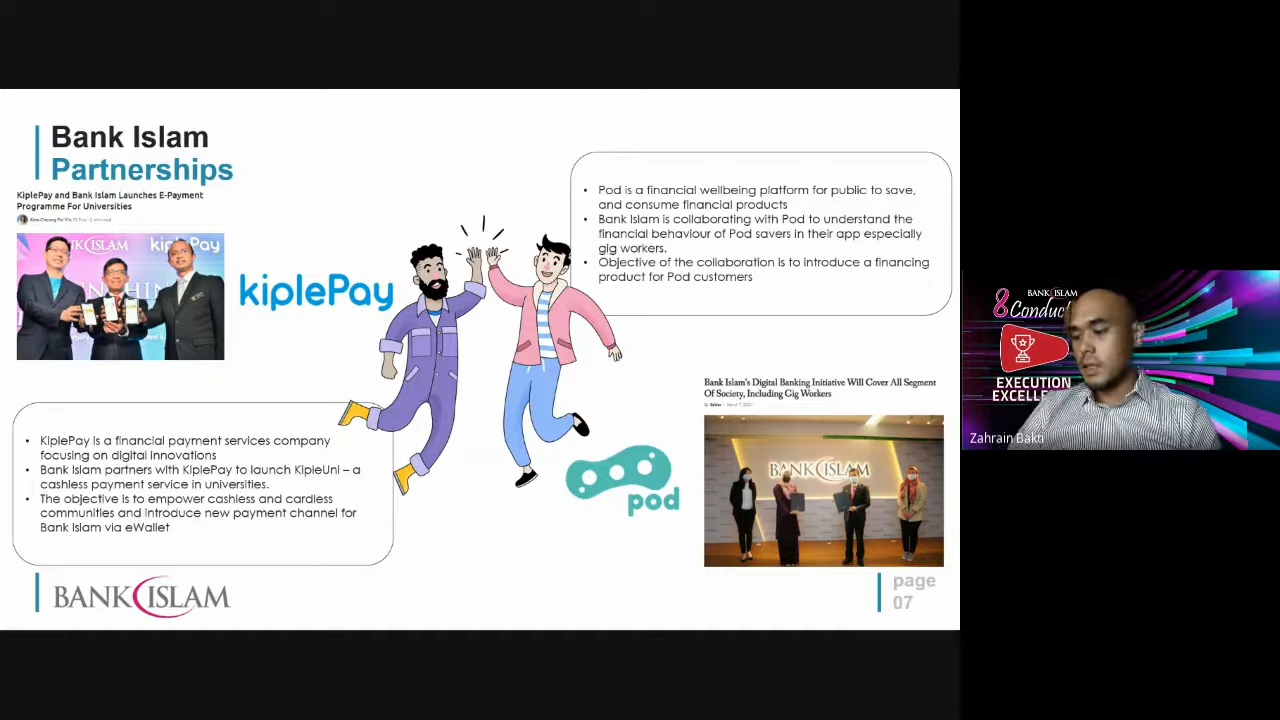 Bank Islam
Partnerships
KiplePay and Bank Islam Launches E-Payment
Programme For Universities
BANK ISLAM
kiplePay
kiplePay
• Pod is a financial wellbeing platform for public to save,
and consume financial products
• Bank Islam is collaborating with Pod to understand the
financial behaviour of Pod savers in their app especially
gig workers.
• Objective of the collaboration is to introduce a financing
product for Pod customers
• KiplePay is a financial payment services company
focusing on digital innovations
• Bank Islam partners with KiplePay to launch KipleUni – a
cashless payment service in universities.
• The objective is to empower cashless and cardless
communities and introduce new payment channel for
Bank Islam via eWallet
pod
Bank Islam's Digital Banking Initiative Will Cover All Segment
Of Society, Including Gig Workers
BANK ISLAM
BANK ISLAM
page
07
BANK ISLAM
8 Conduc
EXECUTION
EXCELLE
Zahrain Bakti